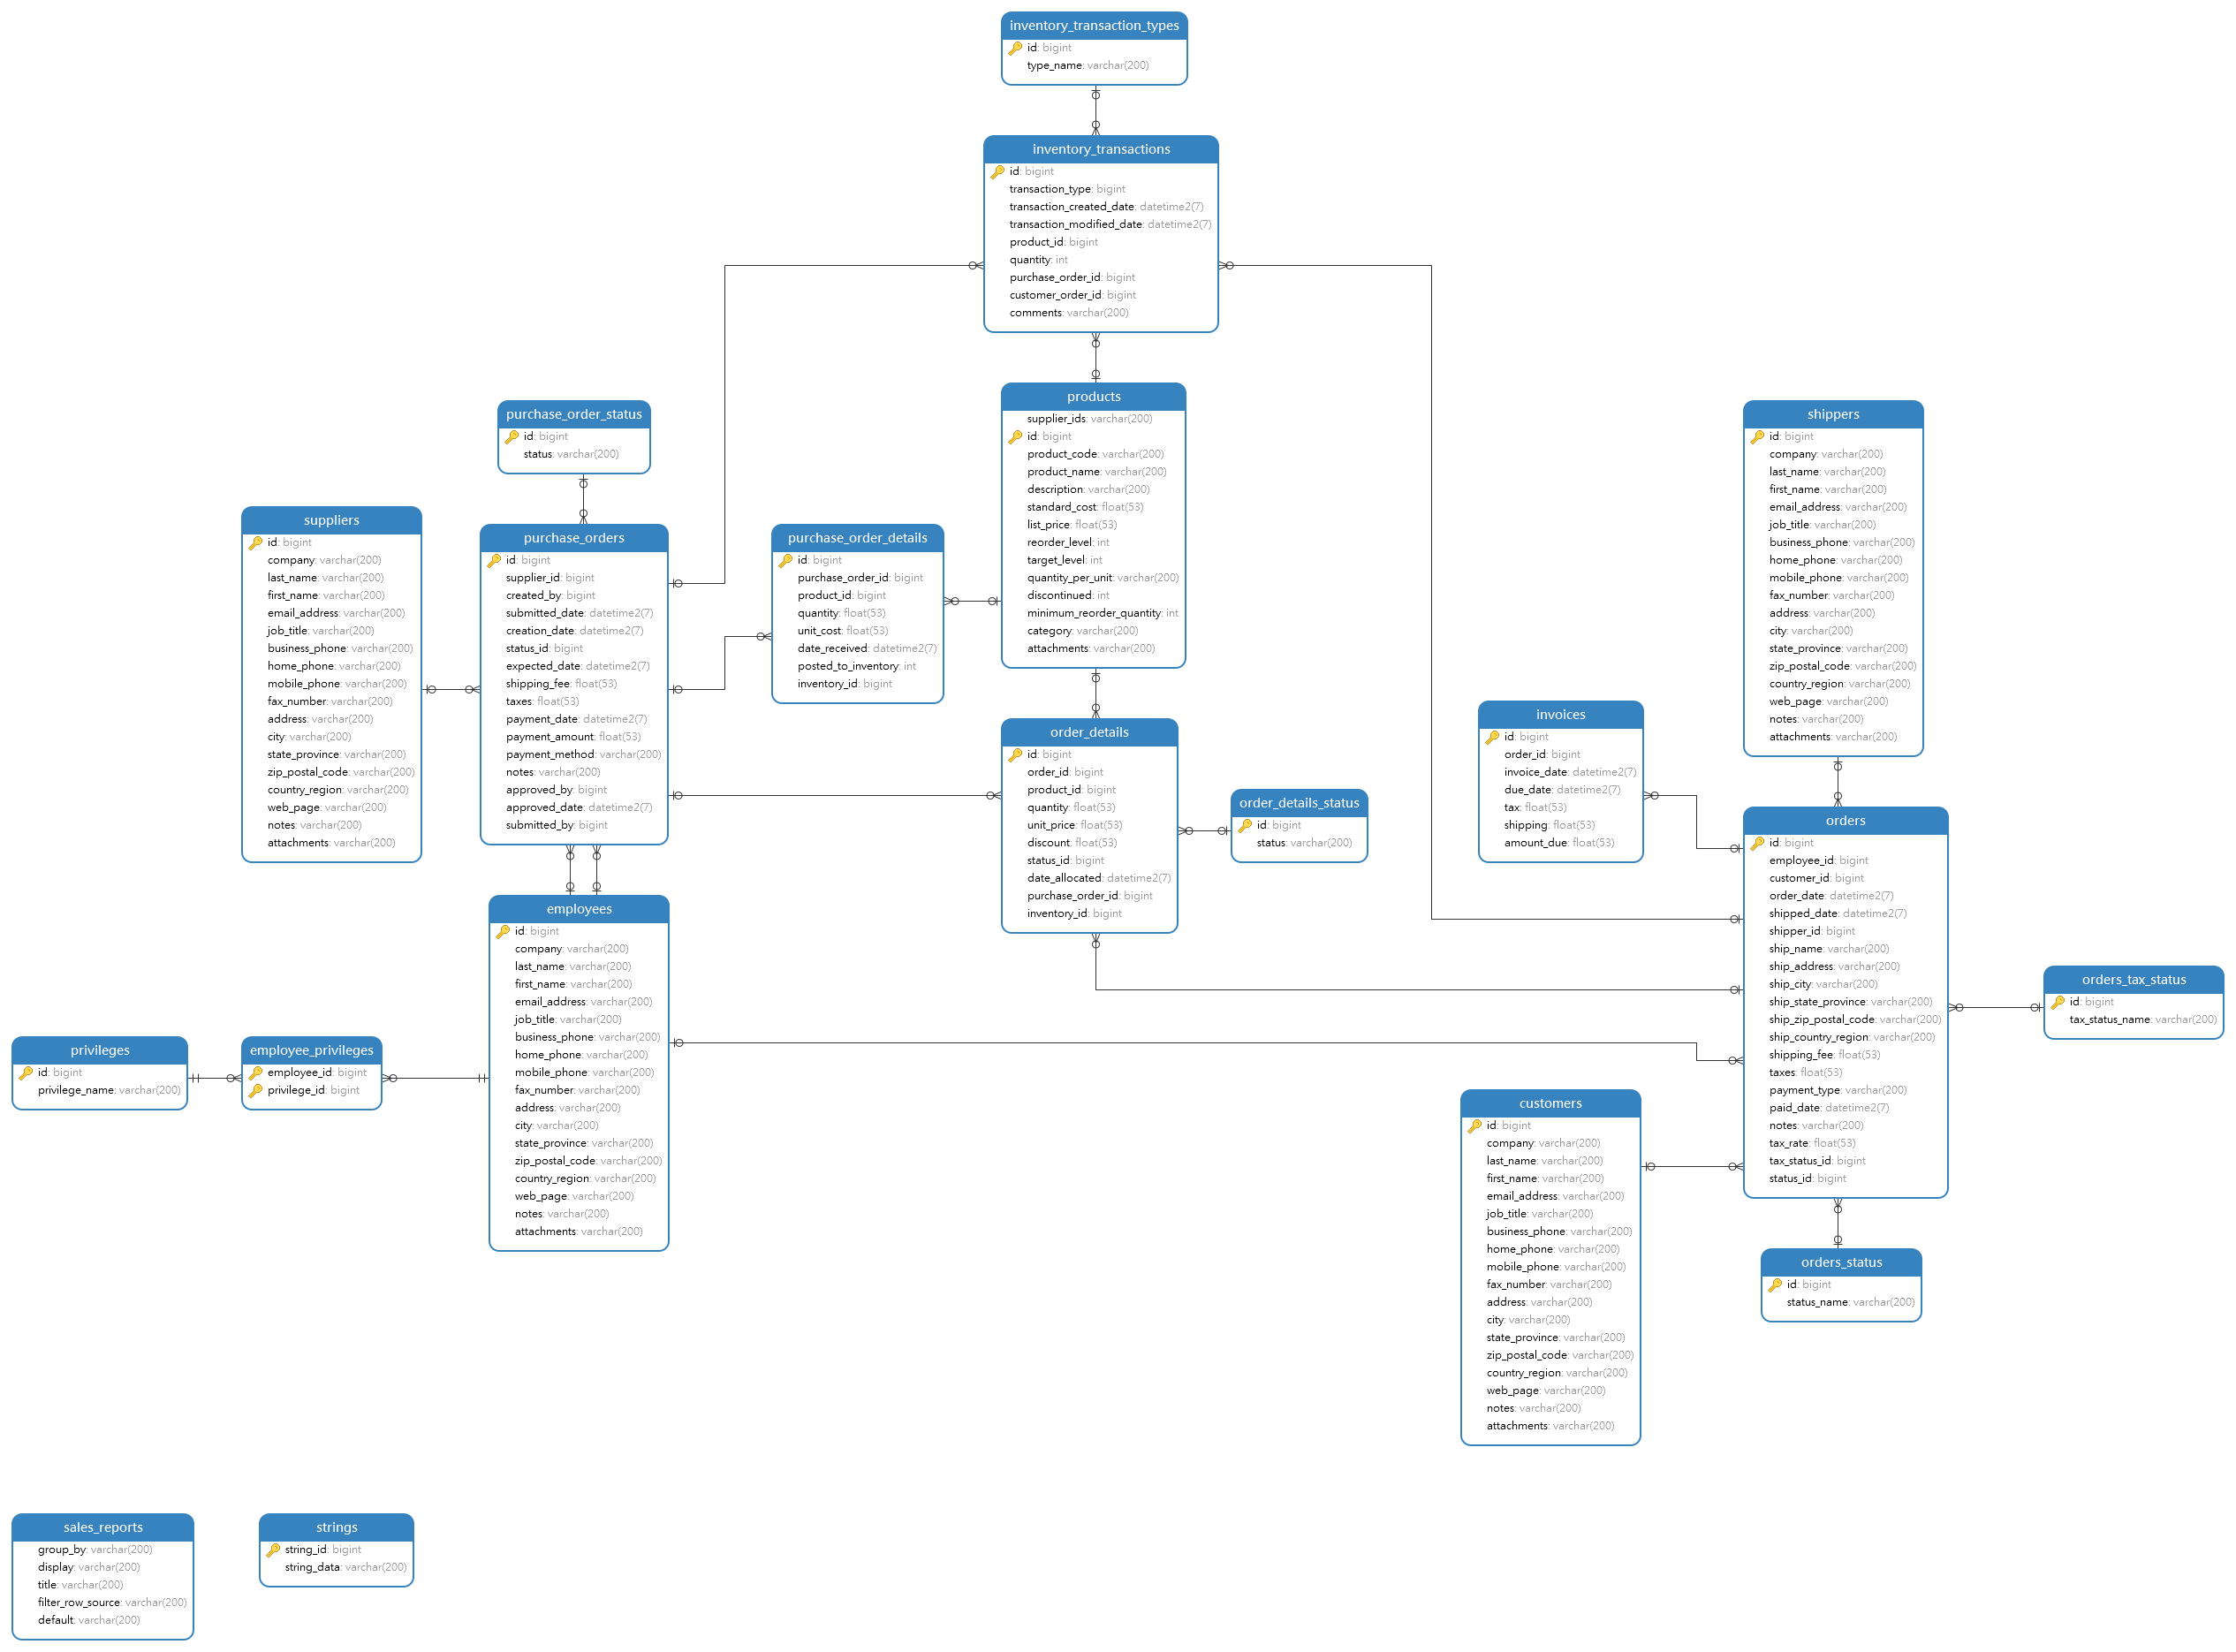 inventory_transaction_types
id: bigint
type_name: varchar(200)
inventory_transactions
id: bigint
transaction_type: bigint
transaction_created_date: datetime2(7)
transaction_modified_date: datetime2(7)
product_id: bigint
quantity: int
purchase_order_id: bigint
customer_order_id: bigint
comments: varchar(200)
products
supplier_ids: varchar(200)
id: bigint
product_code: varchar(200)
product_name: varchar(200)
description: varchar(200)
standard_cost: float(53)
list_price: float(53)
reorder_level: int
target_level: int
quantity_per_unit: varchar(200)
discontinued: int
minimum_reorder_quantity: int
category: varchar(200)
attachments: varchar(200)
purchase_order_status
id: bigint
status: varchar(200)
shippers
id: bigint
company: varchar(200)
last_name: varchar(200)
first_name: varchar(200)
email_address: varchar(200)
job_title: varchar(200)
business_phone: varchar(200)
home_phone: varchar(200)
mobile_phone: varchar(200)
fax_number: varchar(200)
address: varchar(200)
city: varchar(200)
state_province: varchar(200)
zip_postal_code: varchar(200)
country_region: varchar(200)
web_page: varchar(200)
notes: varchar(200)
attachments: varchar(200)
suppliers
id: bigint
company: varchar(200)
last_name: varchar(200)
first_name: varchar(200)
email_address: varchar(200)
job_title: varchar(200)
business_phone: varchar(200)
home_phone: varchar(200)
mobile_phone: varchar(200)
fax_number: varchar(200)
address: varchar(200)
city: varchar(200)
state_province: varchar(200)
zip_postal_code: varchar(200)
country_region: varchar(200)
web_page: varchar(200)
notes: varchar(200)
attachments: varchar(200)
purchase_orders
id: bigint
supplier_id: bigint
created_by: bigint
submitted_date: datetime2(7)
creation_date: datetime2(7)
status_id: bigint
expected_date: datetime2(7)
shipping_fee: float(53)
taxes: float(53)
payment_date: datetime2(7)
payment_amount: float(53)
payment_method: varchar(200)
notes: varchar(200)
approved_by: bigint
approved_date: datetime2(7)
submitted_by: bigint
purchase_order_details
id: bigint
purchase_order_id: bigint
product_id: bigint
quantity: float(53)
unit_cost: float(53)
date_received: datetime2(7)
posted_to_inventory: int
inventory_id: bigint
order_details
id: bigint
order_id: bigint
product_id: bigint
quantity: float(53)
unit_price: float(53)
discount: float(53)
status_id: bigint
date_allocated: datetime2(7)
purchase_order_id: bigint
inventory_id: bigint
order_details_status
id: bigint
status: varchar(200)
invoices
id: bigint
order_id: bigint
invoice_date: datetime2(7)
due_date: datetime2(7)
tax: float(53)
shipping: float(53)
amount_due: float(53)
orders
id: bigint
employee_id: bigint
customer_id: bigint
order_date: datetime2(7)
shipped_date: datetime2(7)
shipper_id: bigint
ship_name: varchar(200)
ship_address: varchar(200)
ship_city: varchar(200)
ship_state_province: varchar(200)
ship_zip_postal_code: varchar(200)
ship_country_region: varchar(200)
shipping_fee: float(53)
taxes: float(53)
payment_type: varchar(200)
paid_date: datetime2(7)
notes: varchar(200)
tax_rate: float(53)
tax_status_id: bigint
status_id: bigint
orders_tax_status
id: bigint
tax_status_name: varchar(200)
employees
id: bigint
company: varchar(200)
last_name: varchar(200)
first_name: varchar(200)
email_address: varchar(200)
job_title: varchar(200)
business_phone: varchar(200)
home_phone: varchar(200)
mobile_phone: varchar(200)
fax_number: varchar(200)
address: varchar(200)
city: varchar(200)
state_province: varchar(200)
zip_postal_code: varchar(200)
country_region: varchar(200)
web_page: varchar(200)
notes: varchar(200)
attachments: varchar(200)
privileges
id: bigint
privilege_name: varchar(200)
employee_privileges
employee_id: bigint
privilege_id: bigint
customers
id: bigint
company: varchar(200)
last_name: varchar(200)
first_name: varchar(200)
email_address: varchar(200)
job_title: varchar(200)
business_phone: varchar(200)
home_phone: varchar(200)
mobile_phone: varchar(200)
fax_number: varchar(200)
address: varchar(200)
city: varchar(200)
state_province: varchar(200)
zip_postal_code: varchar(200)
country_region: varchar(200)
web_page: varchar(200)
notes: varchar(200)
attachments: varchar(200)
orders_status
id: bigint
status_name: varchar(200)
sales_reports
group_by: varchar(200)
display: varchar(200)
title: varchar(200)
filter_row_source: varchar(200)
default: varchar(200)
strings
string_id: bigint
string_data: varchar(200)